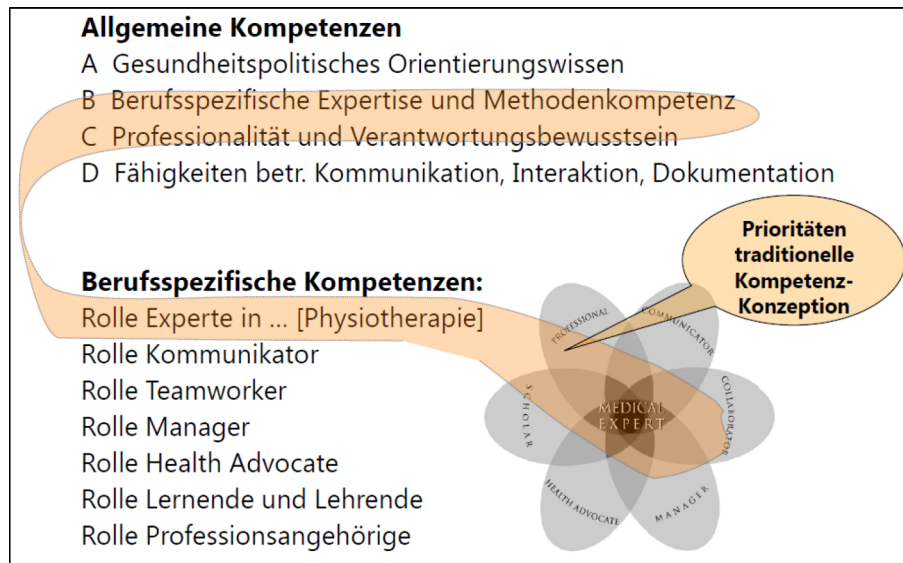 Allgemeine Kompetenzen
A Gesundheitspolitisches Orientierungswissen
B Berufsspezifische Expertise und Methodenkompetenz
C Professionalität und Verantwortungsbewusstsein
D Fähigkeiten betr. Kommunikation, Interaktion, Dokumentation
Prioritäten
traditionelle
Kompetenz-
Konzeption
Berufsspezifische Kompetenzen:
Rolle Experte in ... [Physiotherapie]
Rolle Kommunikator
Rolle Teamworker
Rolle Manager
Rolle Health Advocate
Rolle Lernende und Lehrende
Rolle Professionsangehörige
PROFESSIONAL
COMMUNICATOR
SCHOLAR
MEDICAL
EXPERT
COLLABORATOR
HEALTH ADVOCATE
MANAGER